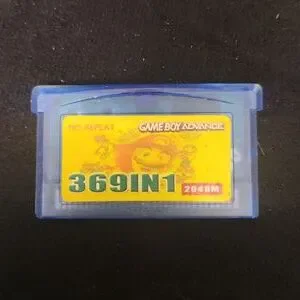 NO REPEAT
GAME BOY ADVANCE
369IN1
2048M